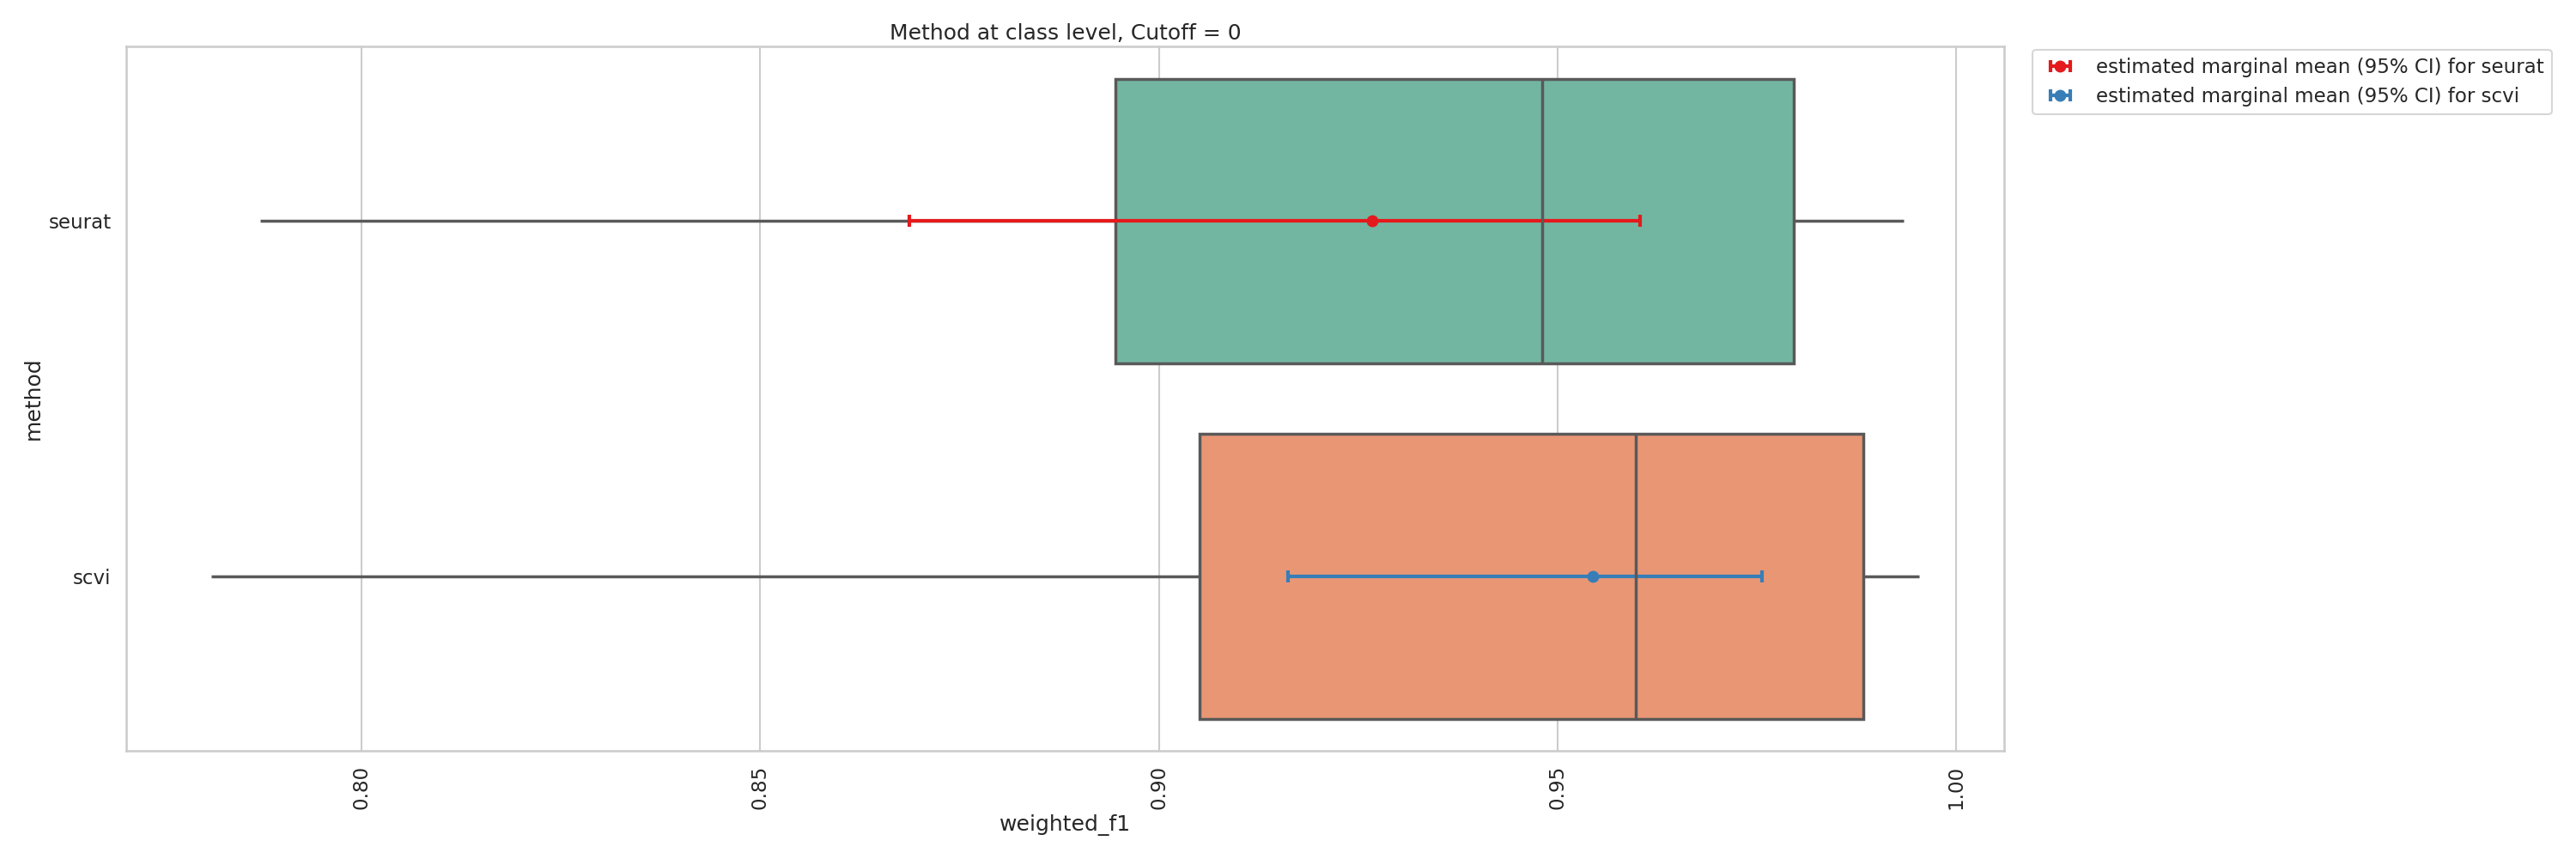 Method at class level, Cutoff = 0
estimated marginal mean (95% CI) for seurat
estimated marginal mean (95% CI) for scvi
method
seurat
scvi
0.80
0.85
0.90
0.95
1.00
weighted_f1